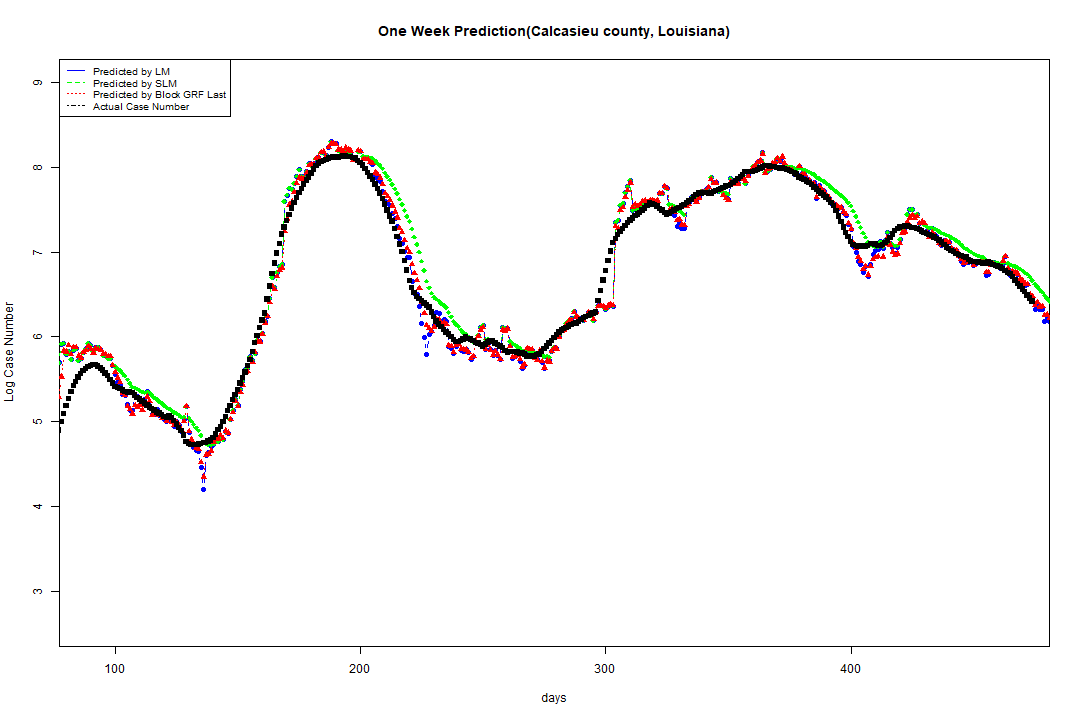 One Week Prediction(Calcasieu county, Louisiana)
Predicted by LM
Predicted by SLM
Predicted by Block GRF Last
Actual Case Number
9
8
7
6
5
4
3
Log Case Number
100
200
300
400
days